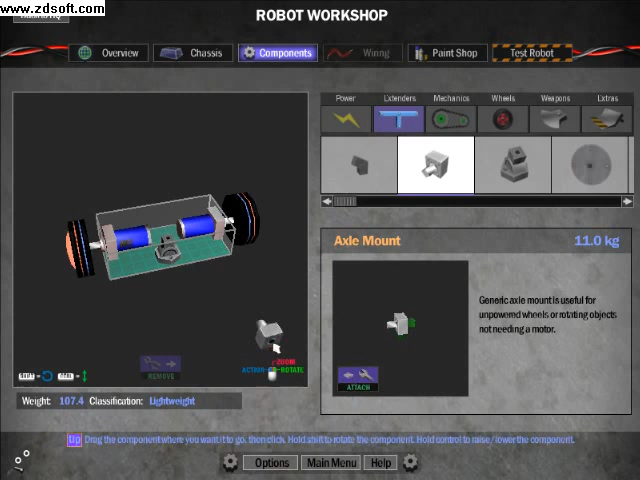 www.zdsoft.com
ROBOT WORKSHOP
Overview
Chassis
Components
Wiring
Paint Shop
Test Robot
Power
Extenders
Mechanics
Wheels
Weapons
Extras
Axle Mount
11.0 kg
Generic axle mount is useful for
unpowered wheels or rotating objects
not needing a motor.
ATTACH
ZOOM
ROTATE
SHIFT
CTRL
REMOVE
Weight: 107.4 Classification: Lightweight
Up Drag the component where you want it to go, then click. Hold shift to rotate the component. Hold control to raise/lower the component.
Options
Main Menu
Help